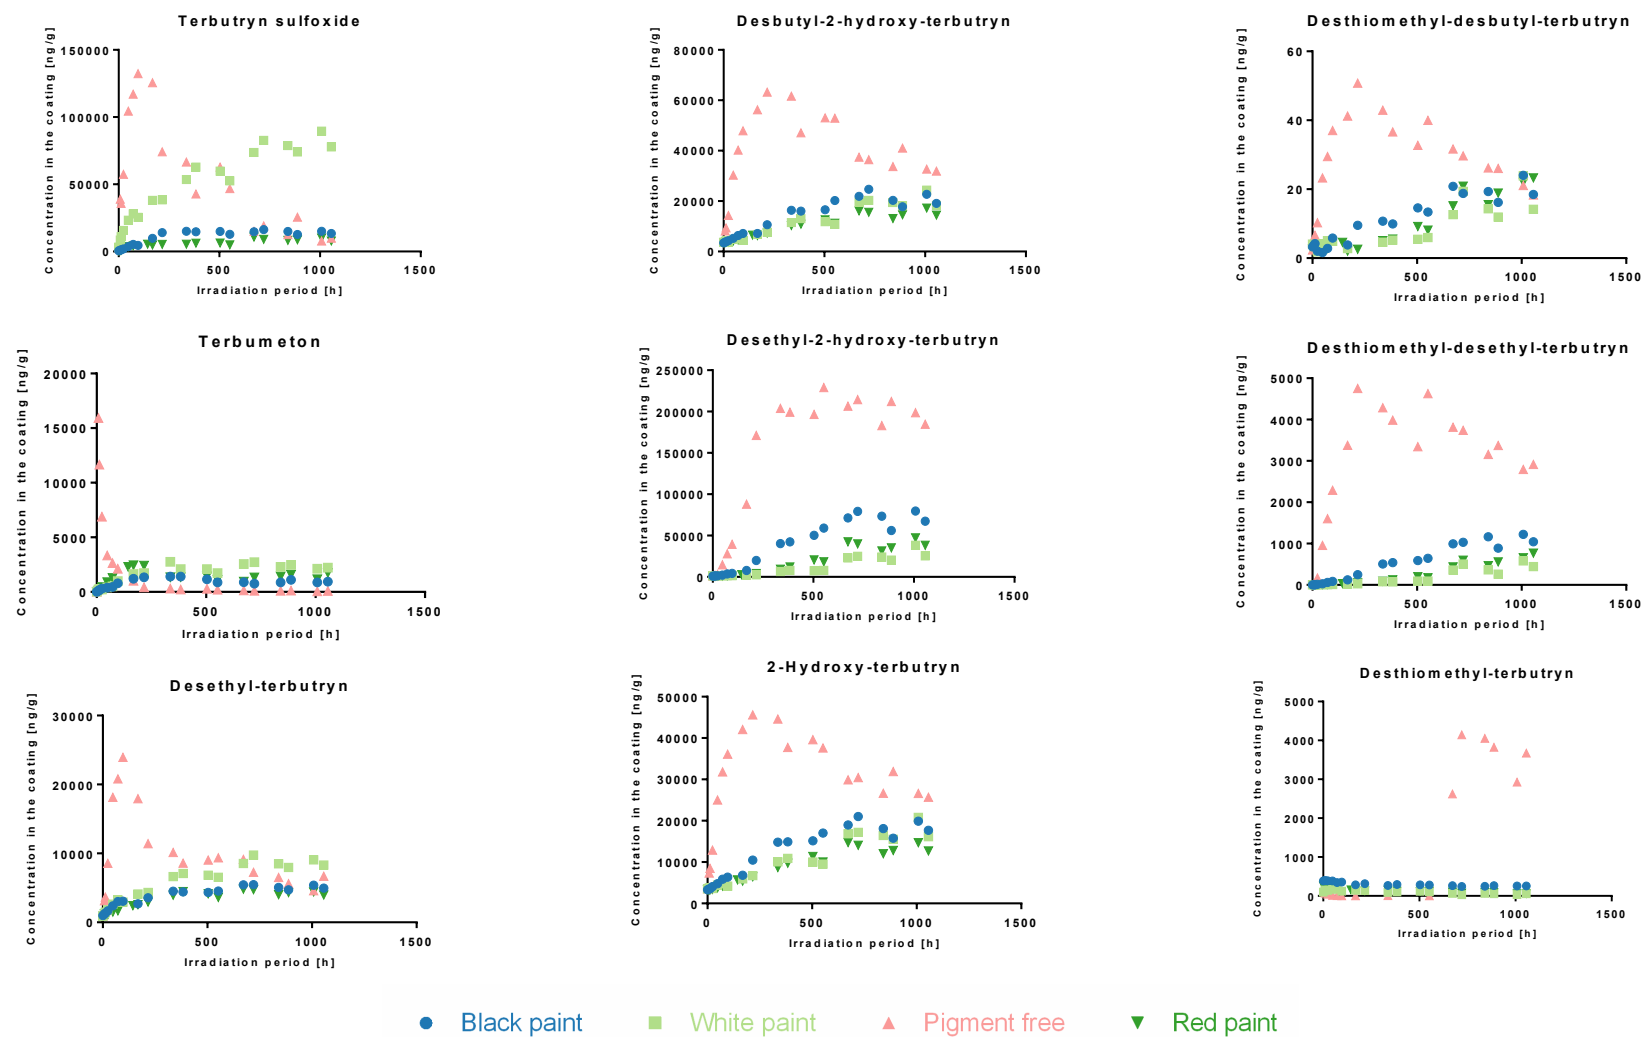 Terbutryn sulfoxide
Concentration in the coating [ng/g]
150000
100000
50000
0
0 500 1000 1500
Irradiation period [h]
Desbutyl-2-hydroxy-terbutryn
Concentration in the coating [ng/g]
80000
60000
40000
20000
0
0 500 1000 1500
Irradiation period [h]
Desthiomethyl-desbutyl-terbutryn
Concentration in the coating [ng/g]
60
40
20
0
0 500 1000 1500
Irradiation period [h]
Terbumeton
Concentration in the coating [ng/g]
20000
15000
10000
5000
0
0 500 1000 1500
Irradiation period [h]
Desethyl-2-hydroxy-terbutryn
Concentration in the coating [ng/g]
250000
200000
150000
100000
50000
0
0 500 1000 1500
Irradiation period [h]
Desthiomethyl-desethyl-terbutryn
Concentration in the coating [ng/g]
5000
4000
3000
2000
1000
0
0 500 1000 1500
Irradiation period [h]
Desethyl-terbutryn
Concentration in the coating [ng/g]
30000
20000
10000
0
0 500 1000 1500
Irradiation period [h]
2-Hydroxy-terbutryn
Concentration in the coating [ng/g]
50000
40000
30000
20000
10000
0
0 500 1000 1500
Irradiation period [h]
Desthiomethyl-terbutryn
Concentration in the coating [ng/g]
5000
4000
3000
2000
1000
0
0 500 1000 1500
Irradiation period [h]
Black paint White paint Pigment free Red paint